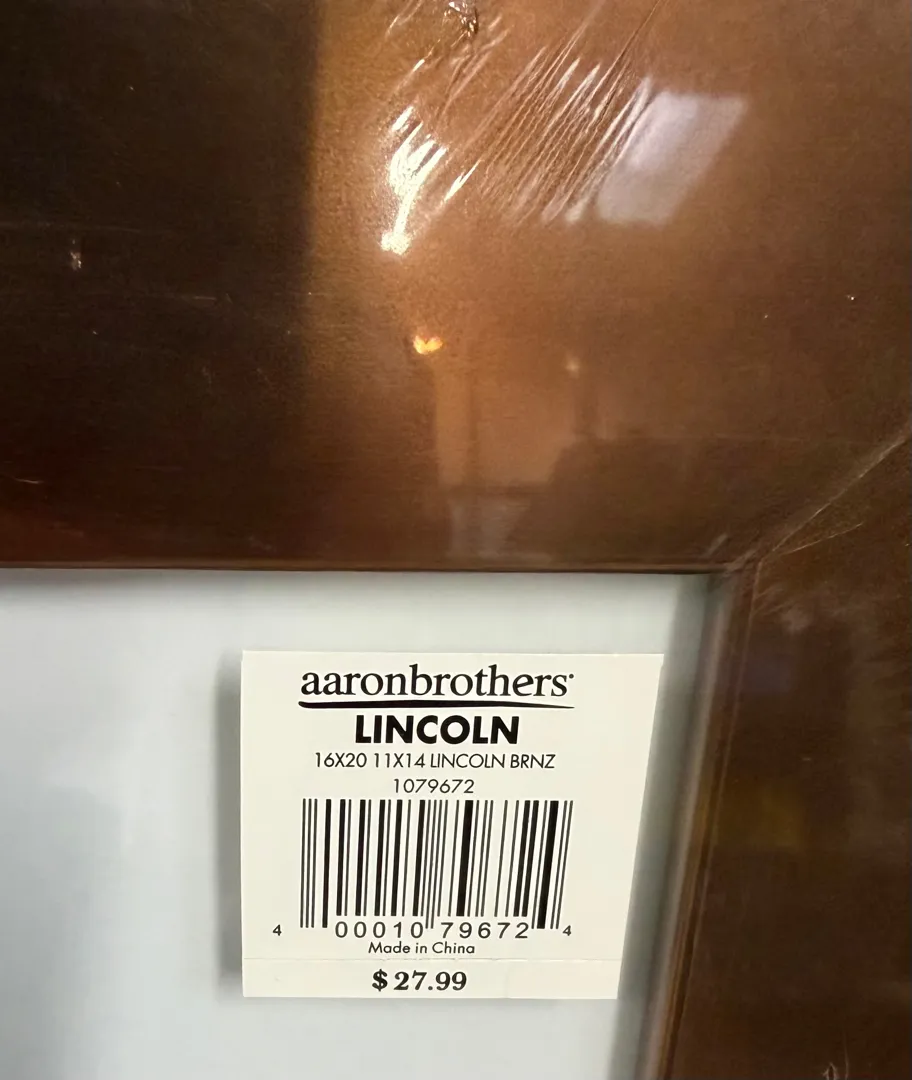 aaronbrothers
LINCOLN
16X20 11X14 LINCOLN BRNZ
1079672
4 00010 79672 4
Made in China
$ 27.99